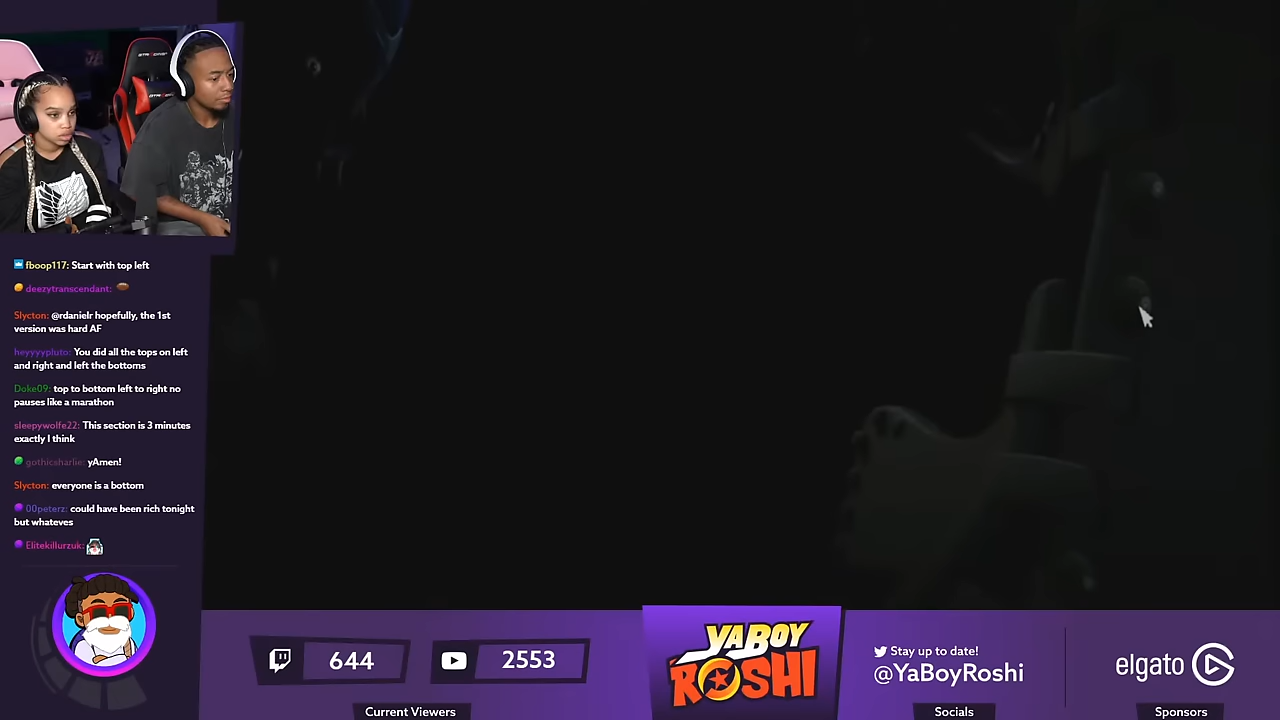 fboop117: Start with top left
deezytranscendant:
Slycton: @rdanielr hopefully, the 1st
version was hard AF
heyyyypluto: You did all the tops on left
and right and left the bottoms
Doke09: top to bottom left to right no
pauses like a marathon
sleepywolfe22: This section is 3 minutes
exactly I think
gothicsharlie: yAmen!
Slycton: everyone is a bottom
00peterz: could have been rich tonight
but whateves
Elitekillurzuk:
644
2553
Current Viewers
YABOY
ROSHI
Stay up to date!
@YaBoyRoshi
Socials
elgato
Sponsors